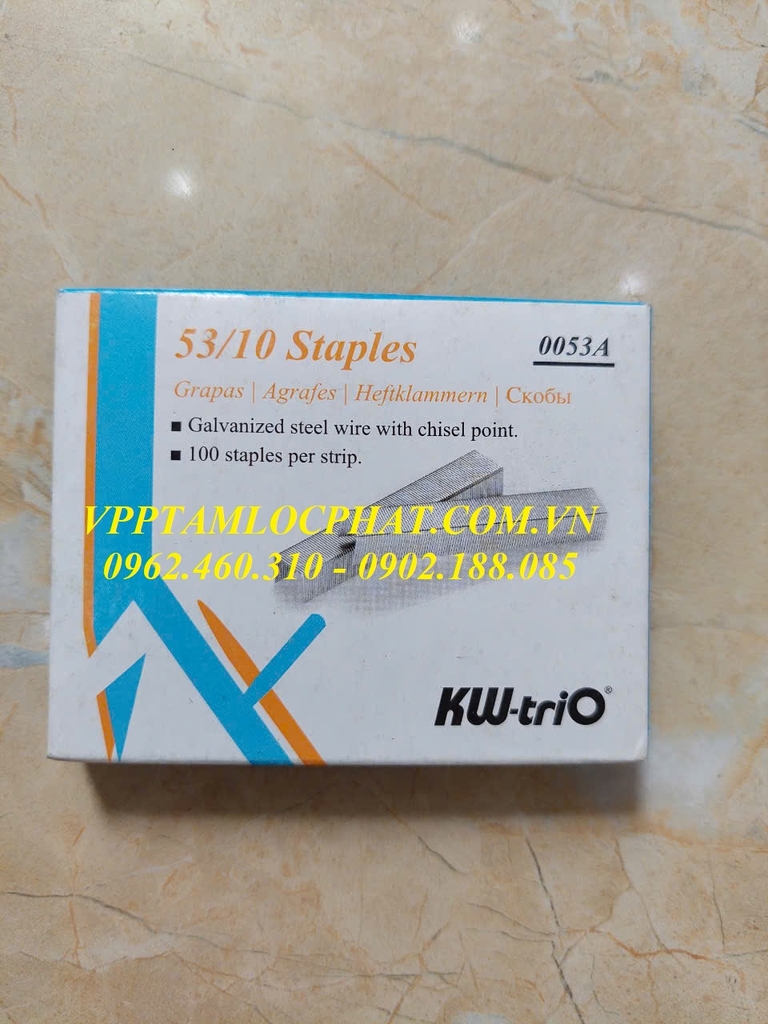 53/10 Staples
0053A
Grapas | Agrafes | Heftklammern | Скобы
■ Galvanized steel wire with chisel point.
■ 100 staples per strip.
VPPTAMLOCPHAT.COM.VN
0962.460.310 - 0902.188.085
KW-triO®